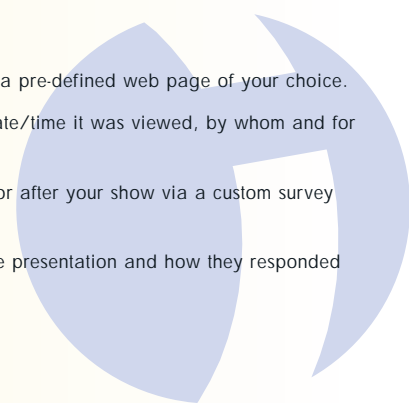 a pre-defined web page of your choice.
ate/time it was viewed, by whom and for
or after your show via a custom survey
e presentation and how they responded